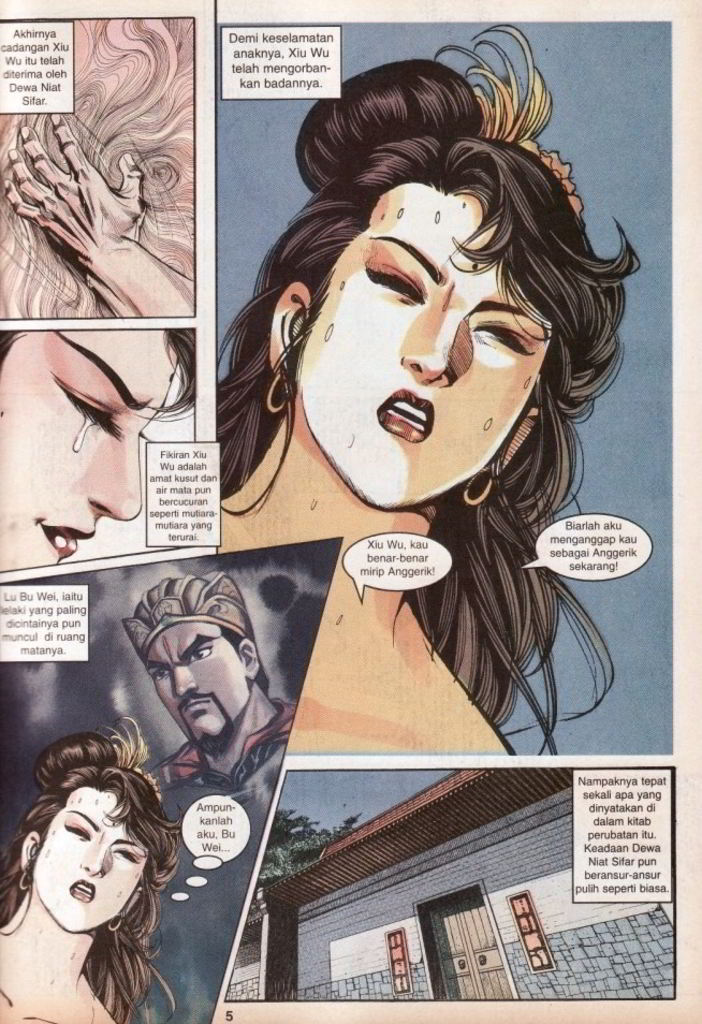 Akhirnya
cadangan Xiu
Wu itu telah
diterima oleh
Dewa Niat
Sifar.
Demi keselamatan
anaknya, Xiu Wu
telah mengorban-
kan badannya.
Fikiran Xiu
Wu adalah
amat kusut dan
air mata pun
bercucuran
seperti mutiara-
mutiara yang
terurai.
Xiu Wu, kau
benar-benar
mirip Anggerik!
Biarlah aku
menganggap kau
sebagai Anggerik
sekarang!
Lu Bu Wei, iaitu
lelaki yang paling
dicintainya pun
muncul di ruang
matanya.
Ampun-
kanlah
aku, Bu
Wei...
Nampaknya tepat
seperti apa yang
dinyatakan di
dalam kitab
perubatan itu.
Keadaan Dewa
Niat Sifar pun
beransur-ansur
pulih seperti biasa.
5